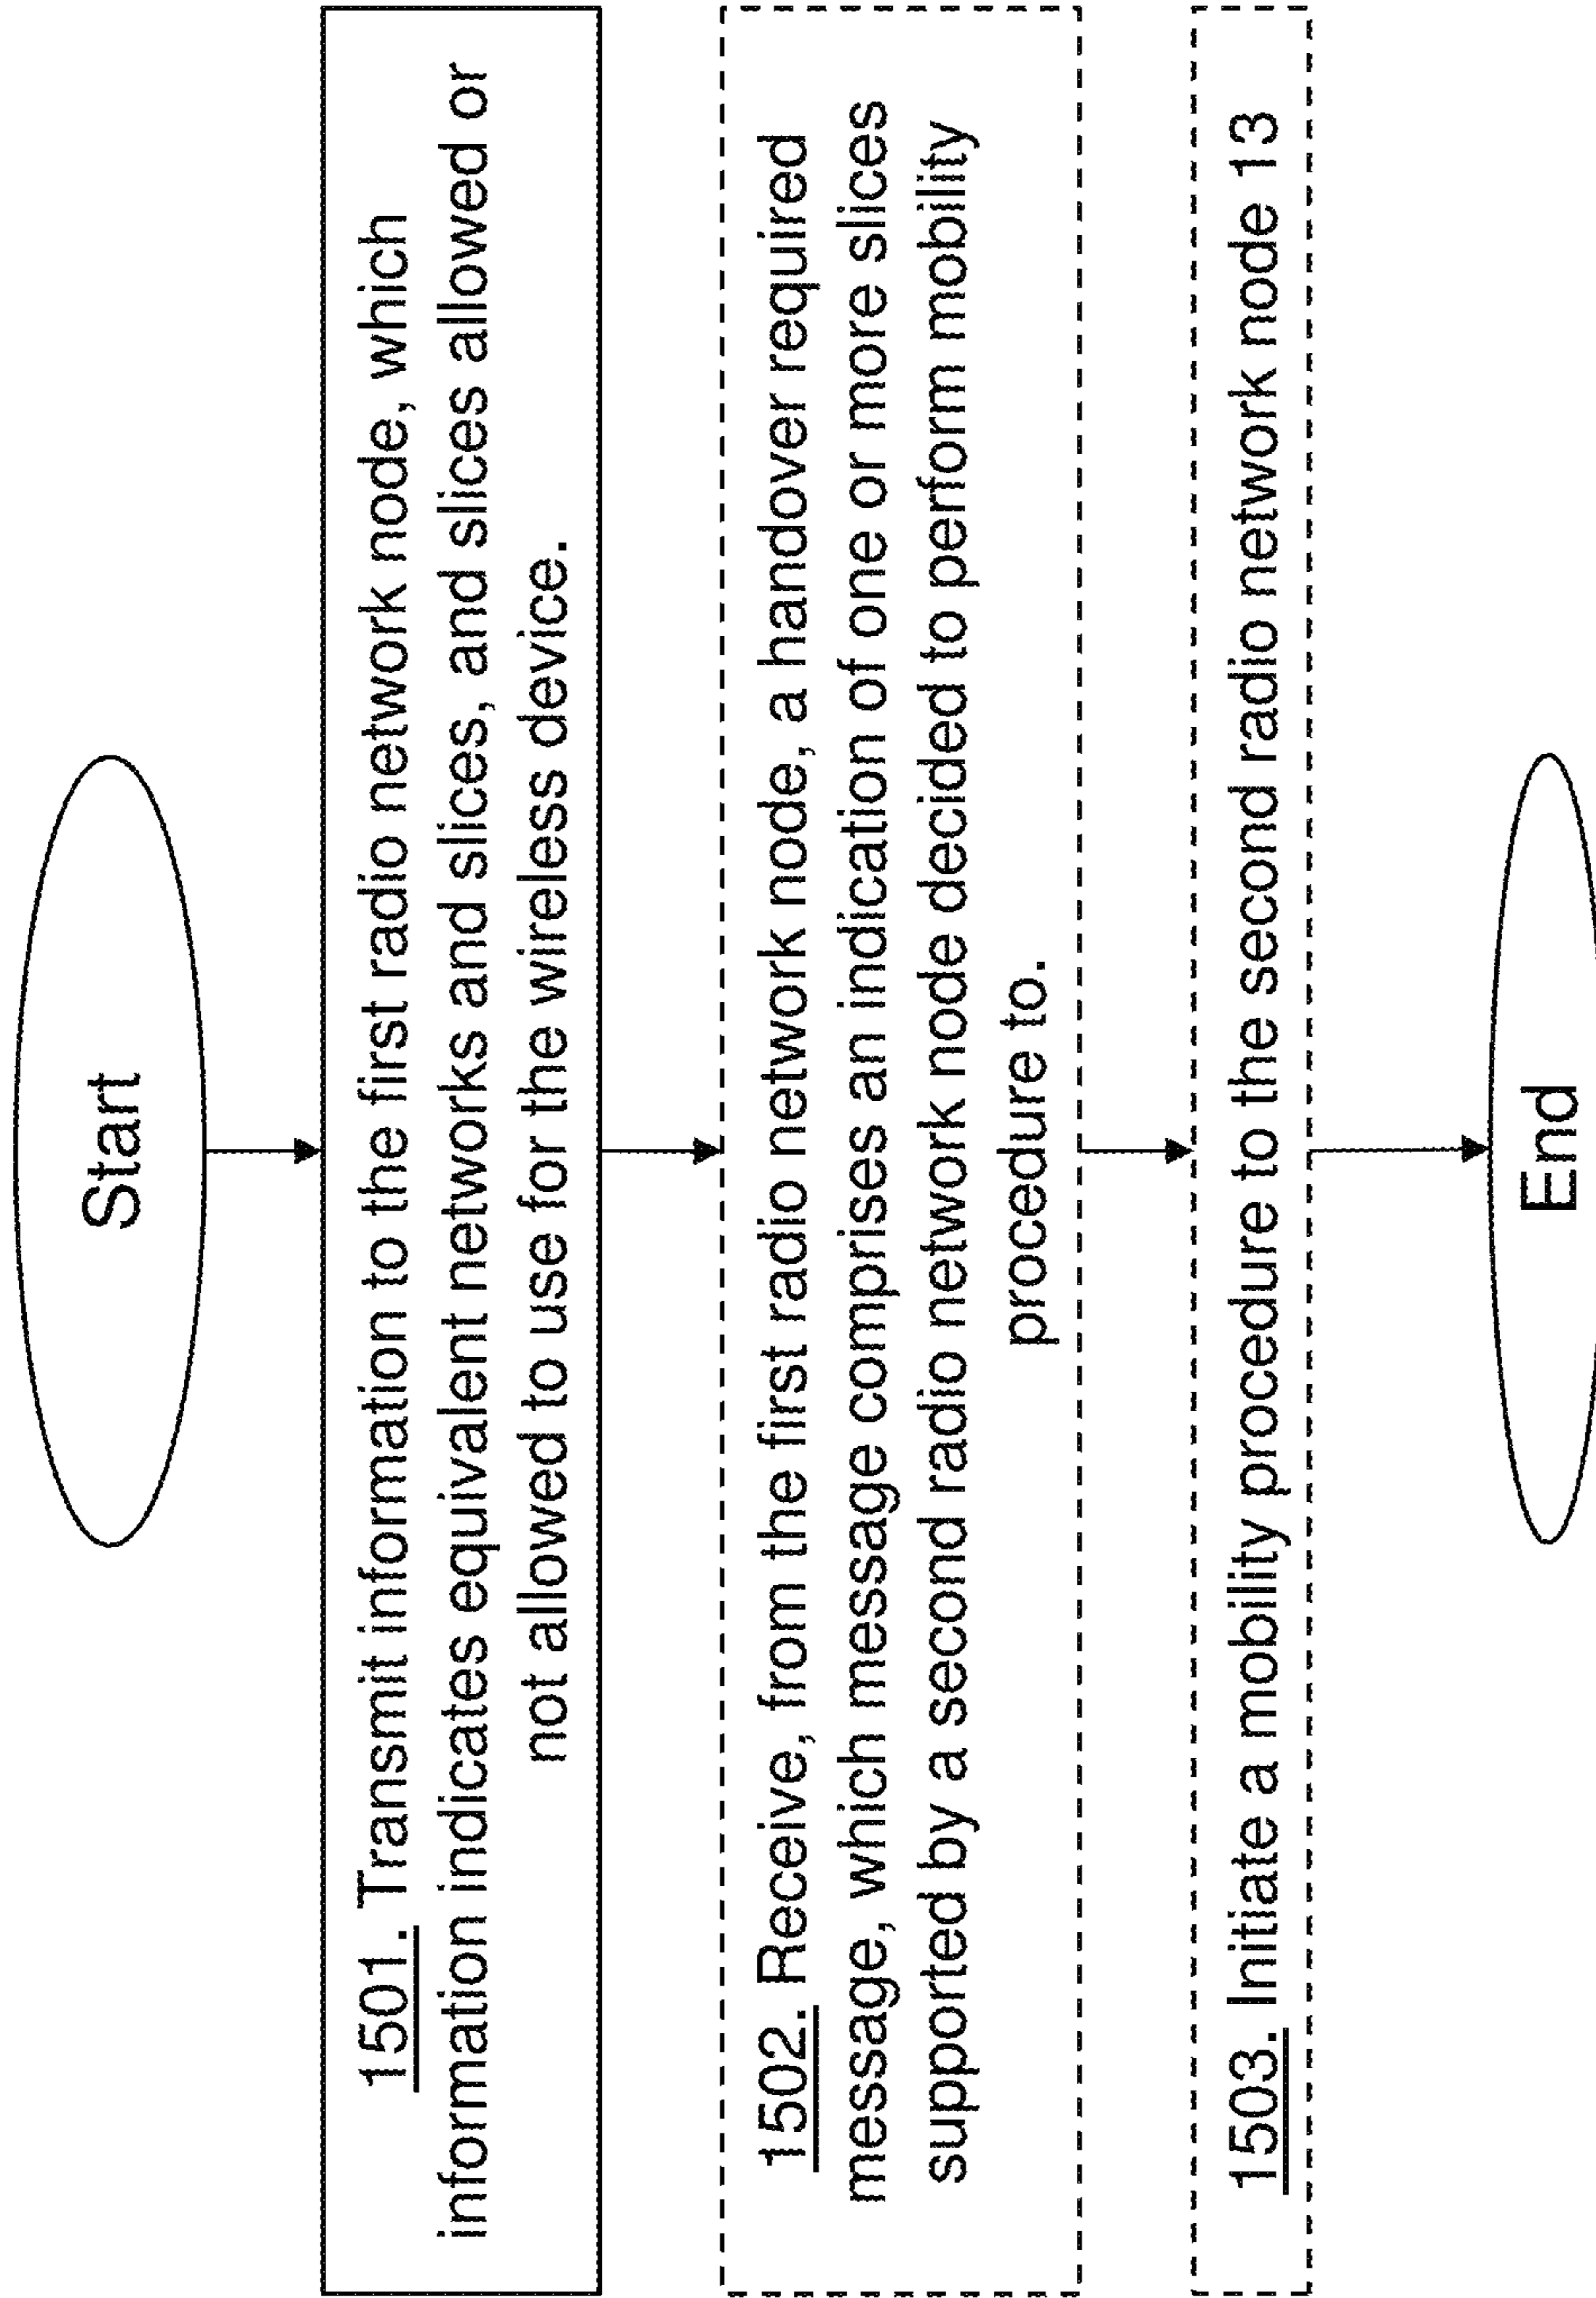 Start
1501. Transmit information to the first radio network node, which
information indicates equivalent networks and slices, and slices allowed or
not allowed to use for the wireless device.
1502. Receive, from the first radio network node, a handover required
message, which message comprises an indication of one or more slices
supported by a second radio network node decided to perform mobility
procedure to.
1503. Initiate a mobility procedure to the second radio network node 13
End